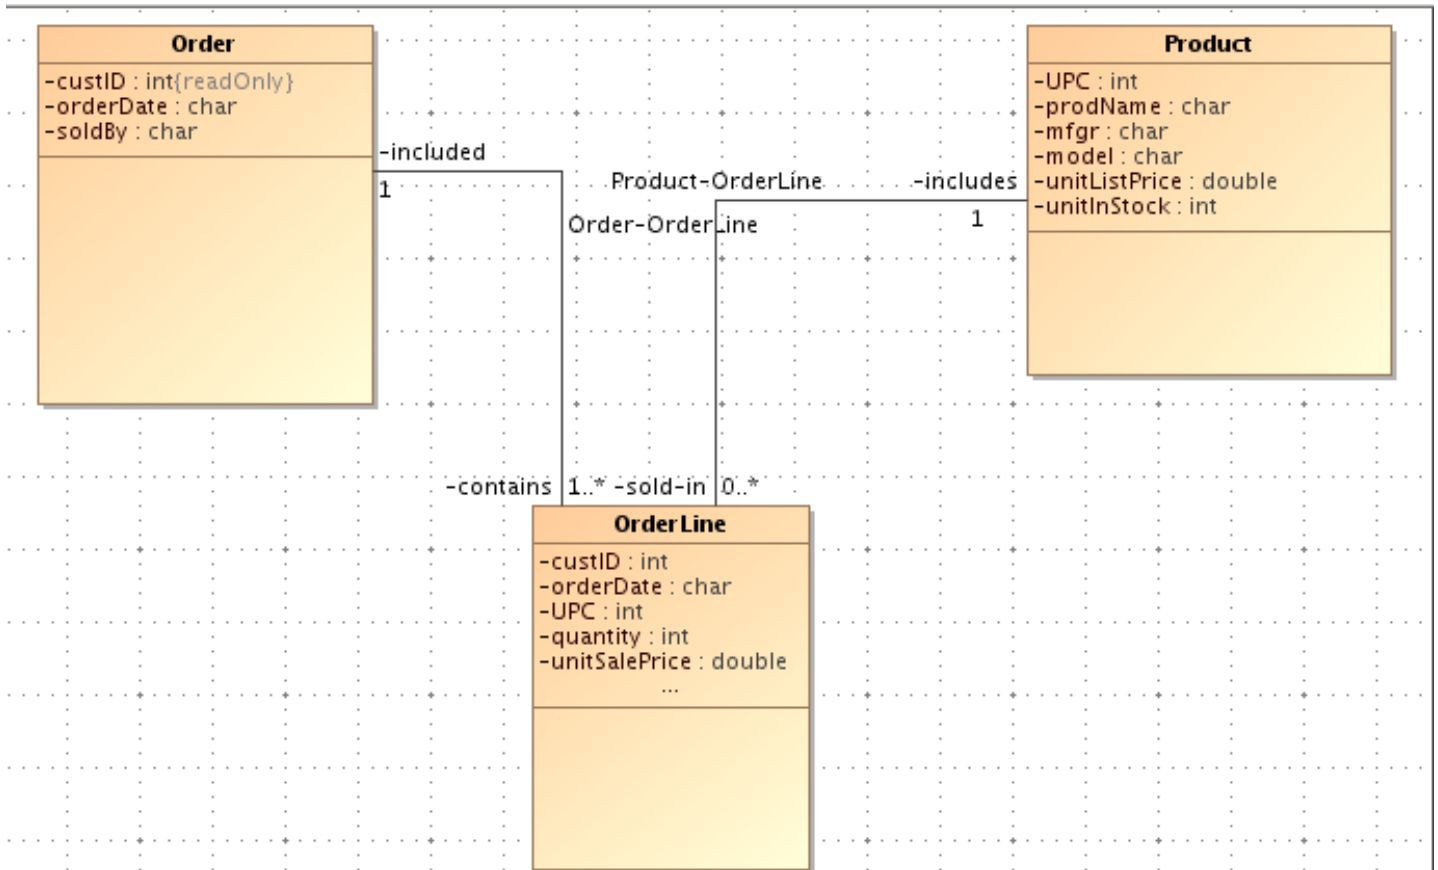 Order
-custID : int{readOnly}
-orderDate : char
-soldBy : char
-included
1
Product
-UPC : int
-prodName : char
-mfgr : char
-model : char
-unitListPrice : double
-unitInStock : int
Product-OrderLine
-includes
1
Order-OrderLine
-contains
1..*
-sold-in
0..*
OrderLine
-custID : int
-orderDate : char
-UPC : int
-quantity : int
-unitSalePrice : double
...